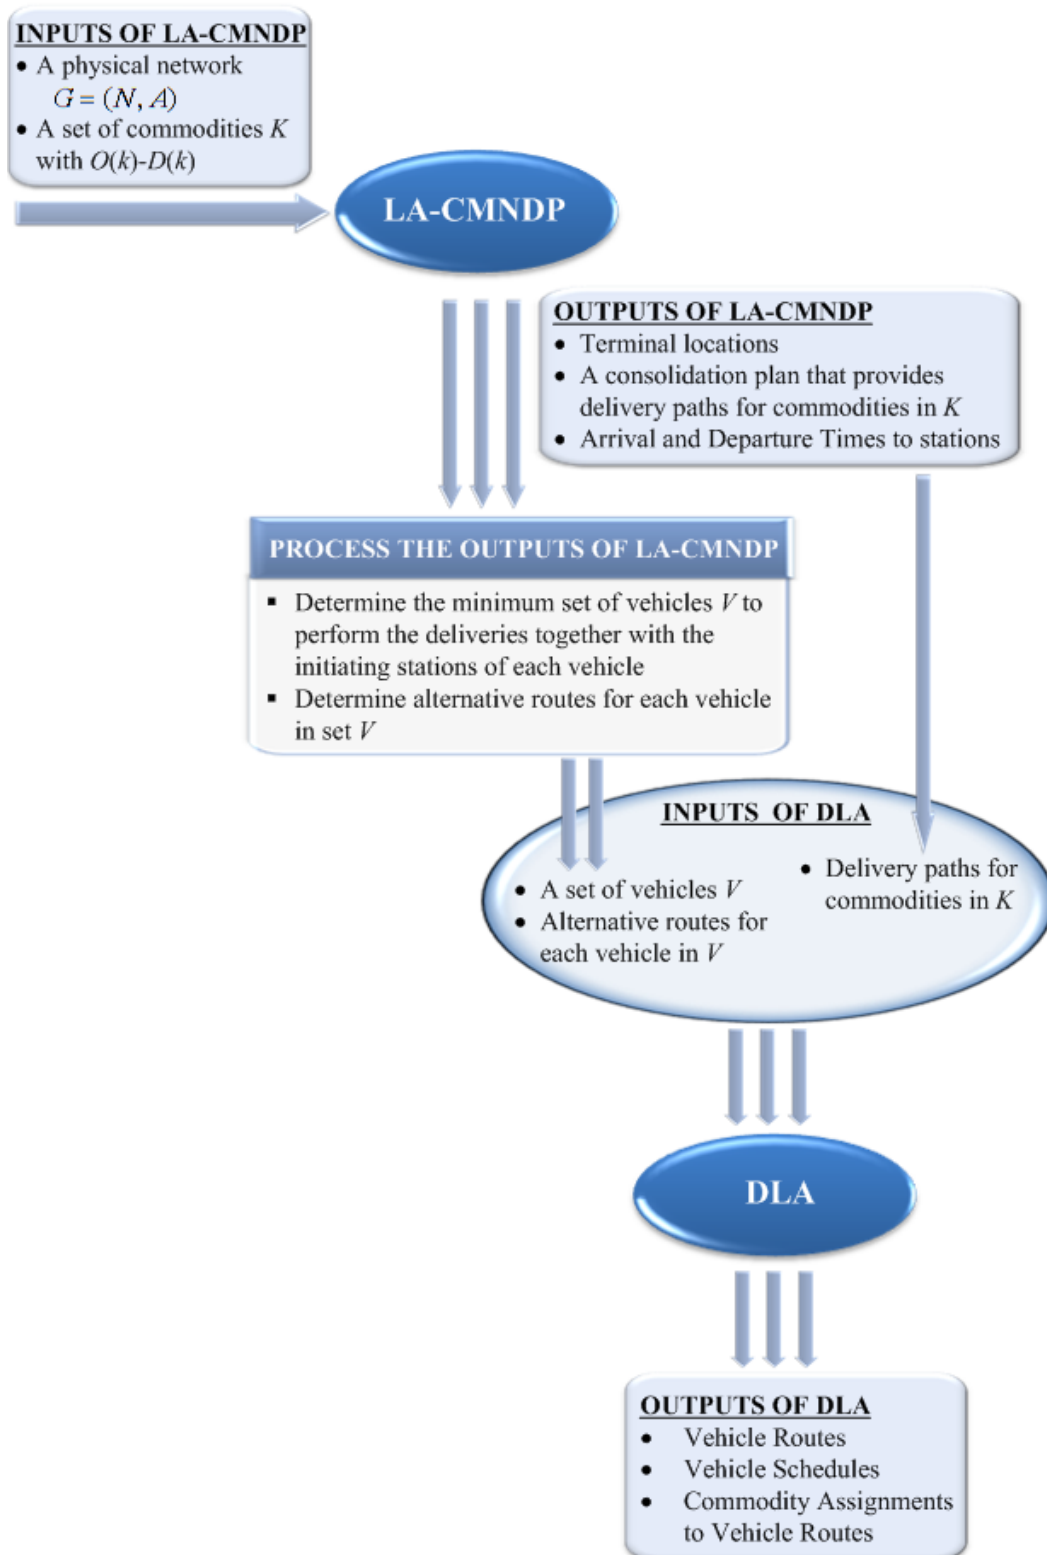 INPUTS OF LA-CMNDP
• A physical network
G = (N, A)
• A set of commodities K
with O(k)-D(k)
LA-CMNDP
OUTPUTS OF LA-CMNDP
• Terminal locations
• A consolidation plan that provides
delivery paths for commodities in K
• Arrival and Departure Times to stations
PROCESS THE OUTPUTS OF LA-CMNDP
▪ Determine the minimum set of vehicles V to
perform the deliveries together with the
initiating stations of each vehicle
▪ Determine alternative routes for each vehicle
in set V
INPUTS OF DLA
• A set of vehicles V
• Alternative routes for
each vehicle in V
• Delivery paths for
commodities in K
DLA
OUTPUTS OF DLA
• Vehicle Routes
• Vehicle Schedules
• Commodity Assignments
to Vehicle Routes